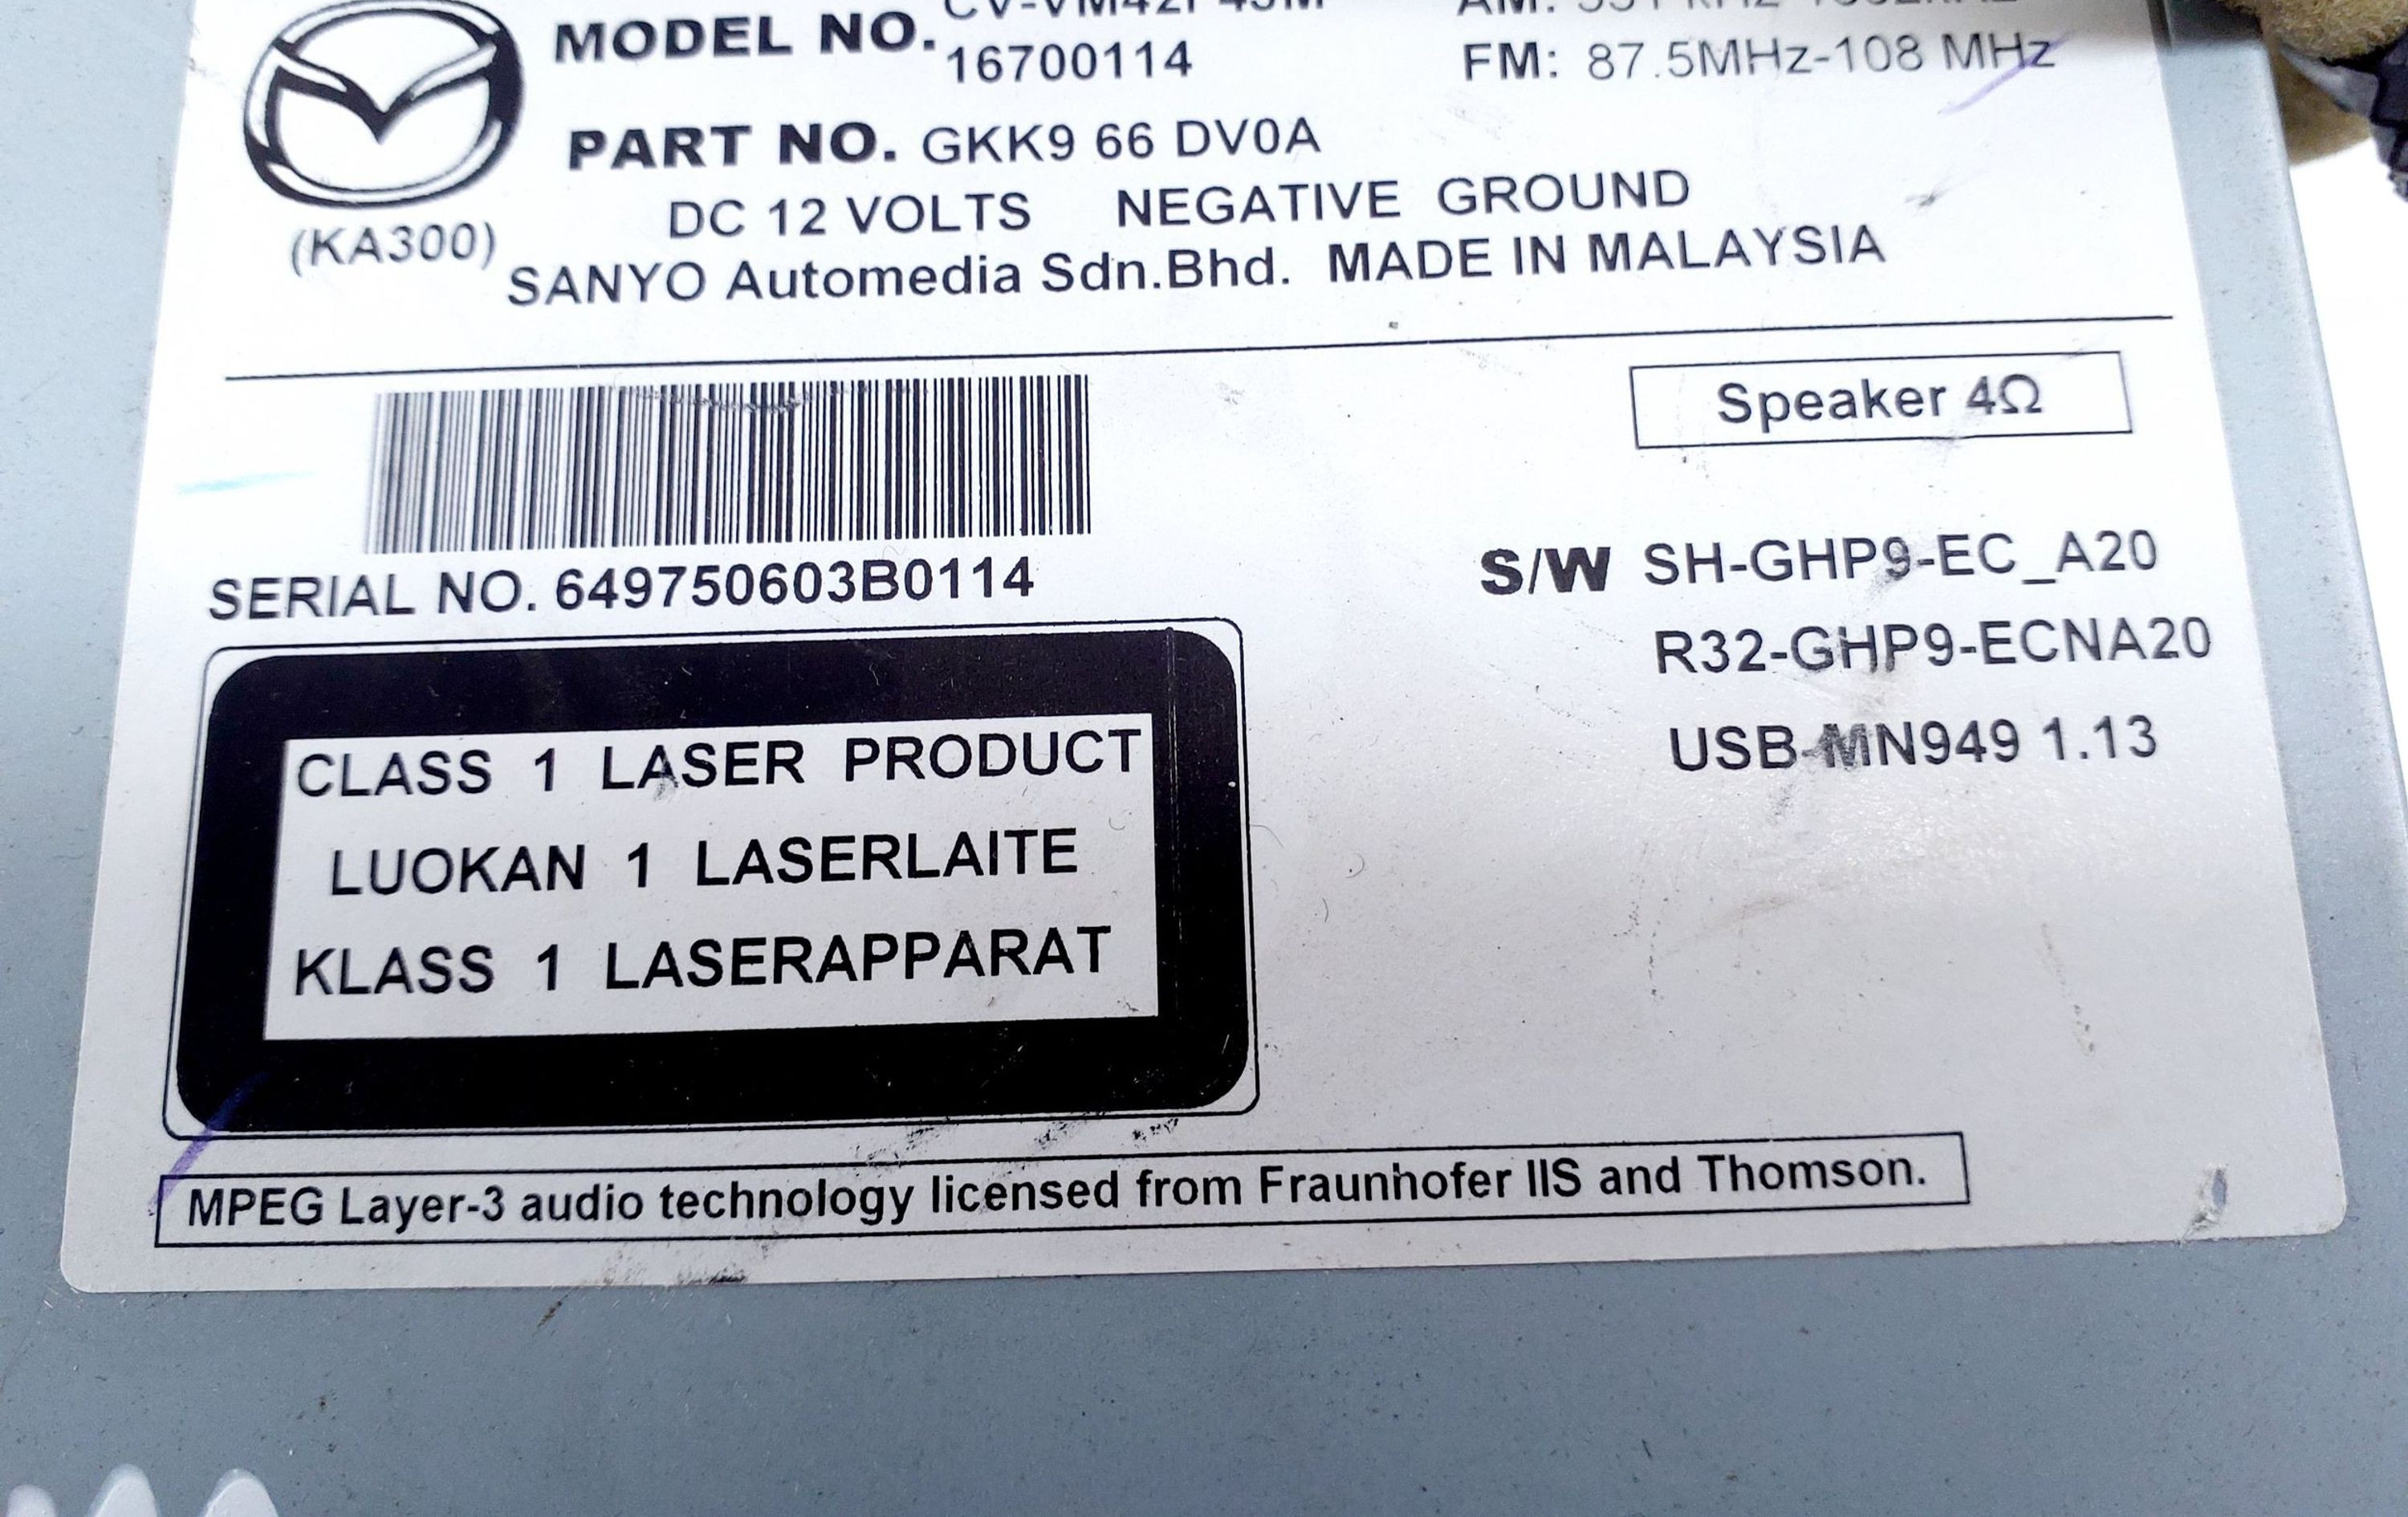 MODEL NO.
16700114
FM: 87.5MHz-108 MHz
PART NO. GKK9 66 DV0A
DC 12 VOLTS NEGATIVE GROUND
(KA300)
SANYO Automedia Sdn.Bhd. MADE IN MALAYSIA
Speaker 4Ω
SERIAL NO. 649750603B0114
S/W SH-GHP9-EC_A20
R32-GHP9-ECNA20
USB-MN949 1.13
CLASS 1 LASER PRODUCT
LUOKAN 1 LASERLAITE
KLASS 1 LASERAPPARAT
MPEG Layer-3 audio technology licensed from Fraunhofer IIS and Thomson.